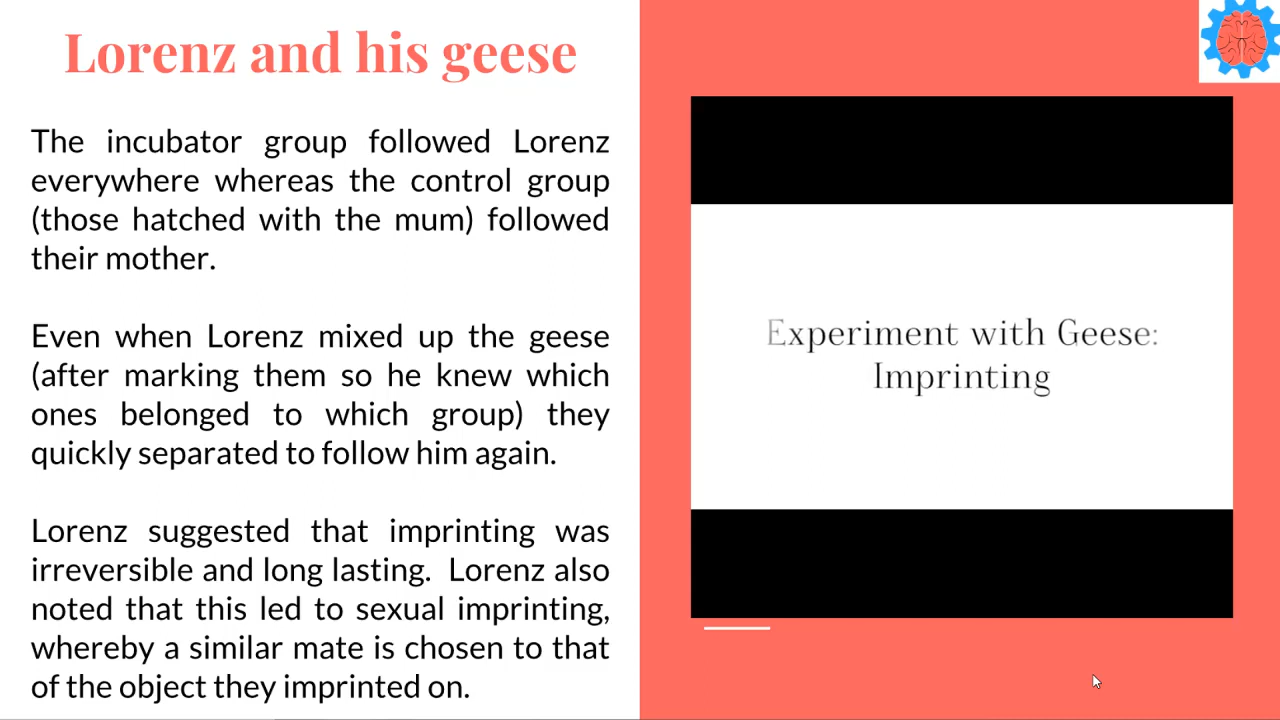 Lorenz and his geese
The incubator group followed Lorenz
everywhere whereas the control group
(those hatched with the mum) followed
their mother.
Even when Lorenz mixed up the geese
(after marking them so he knew which
ones belonged to which group) they
quickly separated to follow him again.
Lorenz suggested that imprinting was
irreversible and long lasting.  Lorenz also
noted that this led to sexual imprinting,
whereby a similar mate is chosen to that
of the object they imprinted on.
Experiment with Geese:
Imprinting